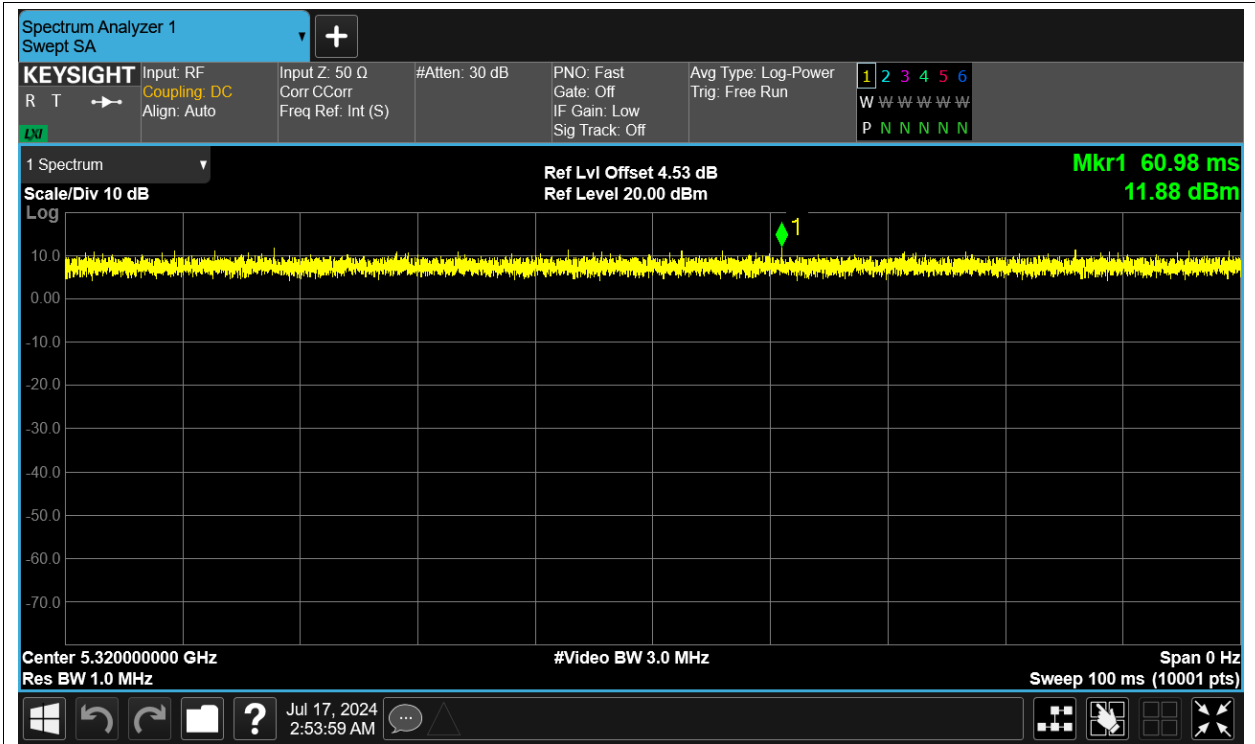 Spectrum Analyzer 1
Swept SA
+
KEYSIGHT
R T
LXI
Input: RF
Coupling: DC
Align: Auto
Input Z: 50 Ω
Corr CCorr
Freq Ref: Int (S)
#Atten: 30 dB
PNO: Fast
Gate: Off
IF Gain: Low
Sig Track: Off
Avg Type: Log-Power
Trig: Free Run
1 2 3 4 5 6
W W W W W W
P N N N N N
1 Spectrum
Scale/Div 10 dB
Ref Lvl Offset 4.53 dB
Ref Level 20.00 dBm
Mkr1 60.98 ms
11.88 dBm
Log
1
10.0
0.00
-10.0
-20.0
-30.0
-40.0
-50.0
-60.0
-70.0
Center 5.320000000 GHz
Res BW 1.0 MHz
#Video BW 3.0 MHz
Span 0 Hz
Sweep 100 ms (10001 pts)
?
Jul 17, 2024
2:53:59 AM